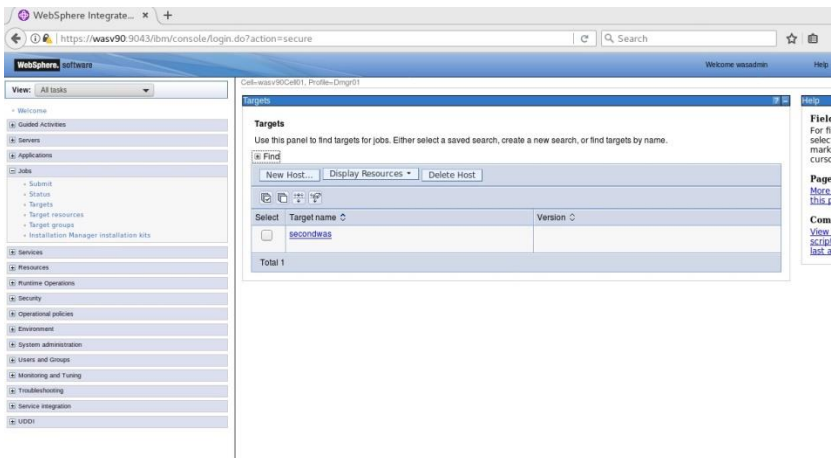 WebSphere Integrate...
https://wasv90:9043/ibm/console/login.do?action=secure
Search
WebSphere. software
Welcome wasadmin
Help
View: All tasks
Welcome
Guided Activities
Servers
Applications
Jobs
Submit
Status
Targets
Target resources
Target groups
Installation Manager installation kits
Services
Resources
Runtime Operations
Security
Operational policies
Environment
System administration
Users and Groups
Monitoring and Tuning
Troubleshooting
Service integration
UDDI
Cell=wasv90Cell01, Profile=Dmgr01
Targets
Targets
Use this panel to find targets for jobs. Either select a saved search, create a new search, or find targets by name.
Find
New Host... Display Resources Delete Host
Select Target name Version
secondwas
Total 1
Help
Field
For fi
selec
mark
curso
Page
More
this p
Com
View
script
last a